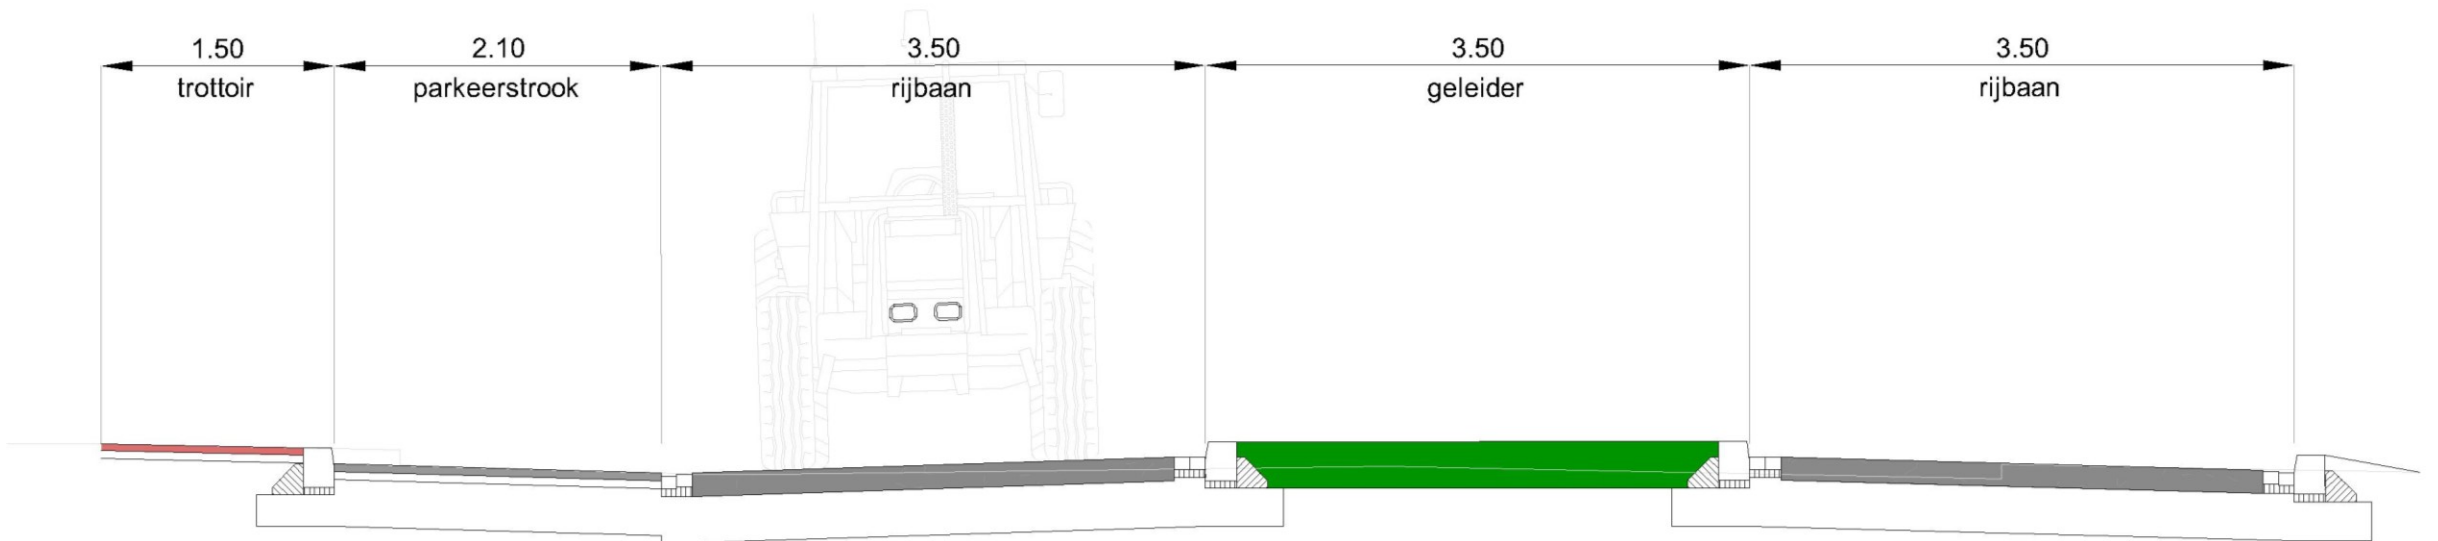 1.50 2.10 3.50 3.50 3.50
trottoir parkeerstrook rijbaan geleider rijbaan